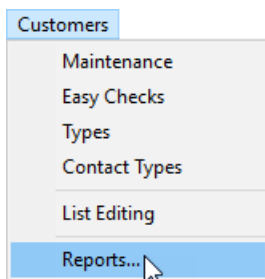 Customers
Maintenance
Easy Checks
Types
Contact Types
List Editing
Reports...